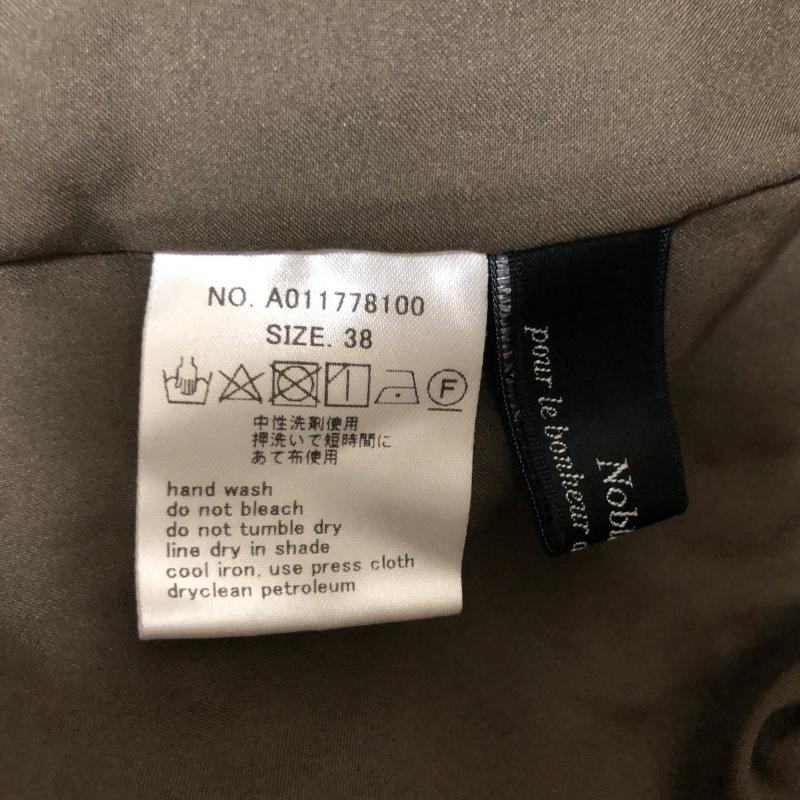 NO. A011778100
SIZE. 38
F
中性洗剤使用
押洗いで短時間に
あて布使用
hand wash
do not bleach
do not tumble dry
line dry in shade
cool iron, use press cloth
dryclean petroleum
pour le bonheur